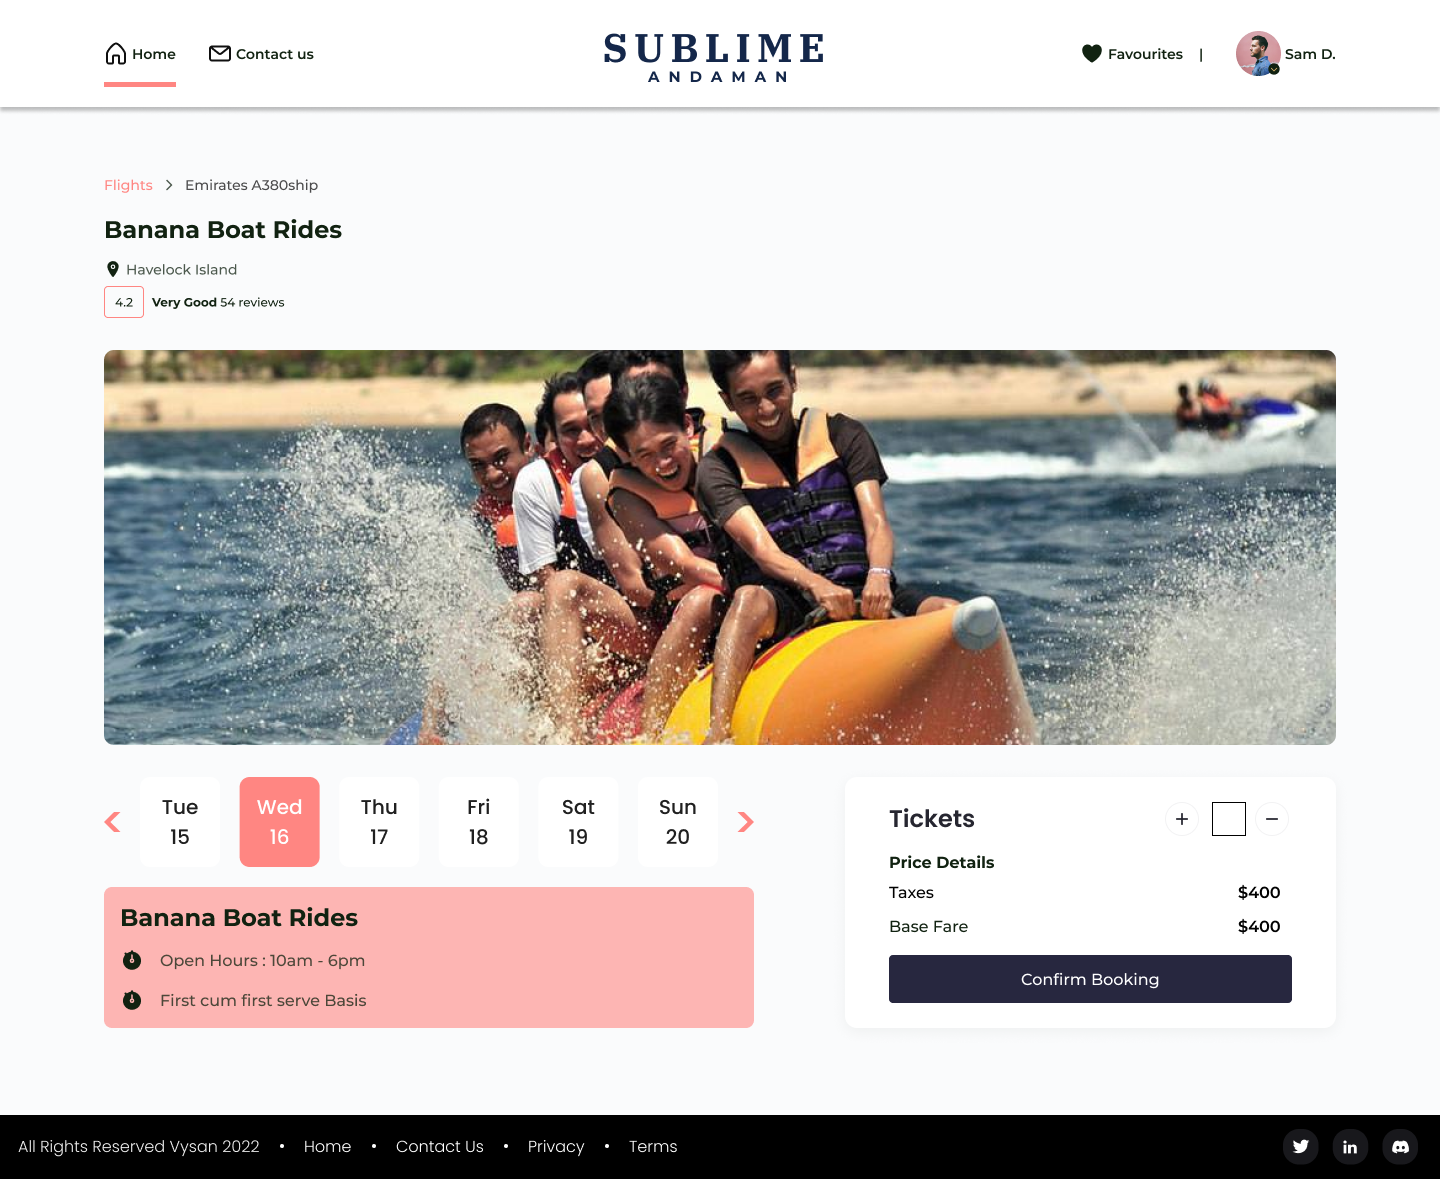 Home
Contact us
SUBLIME
ANDAMAN
Favourites |
Sam D.
Flights > Emirates A380ship
Banana Boat Rides
Havelock Island
4.2 Very Good 54 reviews
Tue
15
Wed
16
Thu
17
Fri
18
Sat
19
Sun
20
Banana Boat Rides
Open Hours : 10am - 6pm
First cum first serve Basis
Tickets
Price Details
Taxes $400
Base Fare $400
Confirm Booking
All Rights Reserved Vysan 2022 • Home • Contact Us • Privacy • Terms
in